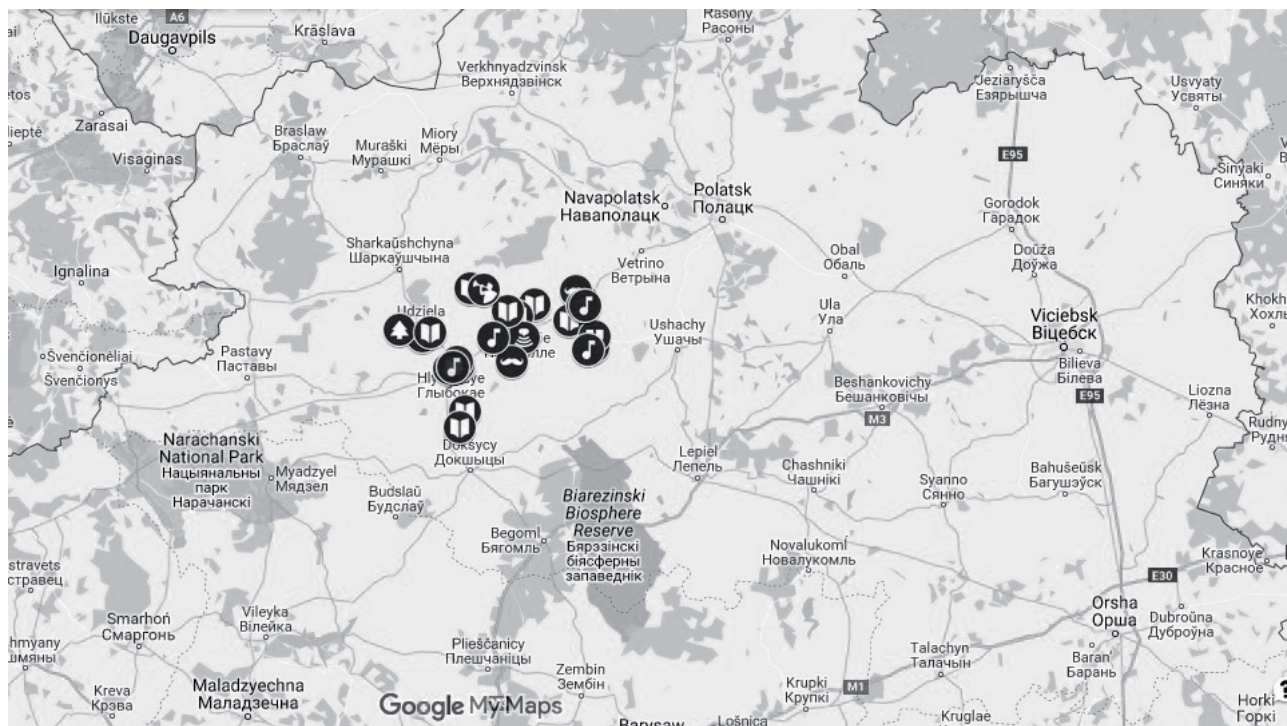 Ilūkste
A6
Daugavpils
Krāslava
Rasony
Расоны
Verkhnyadzvinsk
Верхнядзвінск
Jeziaryšča
Езярышча
Usvyaty
Усвяты
Zarasai
Visaginas
Braslaw
Браслаў
Muraški
Мурашкі
Miory
Мёры
E95
Sinyaki
Синяки
Navapolatsk
Наваполацк
Polatsk
Полацк
Gorodok
Гарадок
Sharkaŭshchyna
Шаркаўшчына
Vetrino
Ветрына
Obal
Обаль
Doŭža
Доўжа
Ignalina
Udziela
Ushachy
Ушачы
Ula
Ула
Viciebsk
Віцебск
Švenčionėliai
Švenčionys
Pastavy
Паставы
Глыбокае
Bilieva
Білева
Beshankovichy
Бешанковічы
M3
E95
Liozna
Лёзна
Narachanski
National Park
Нацыянальны
парк
Нарачанскі
Myadzyel
Мядзел
Doksycy
Докшыцы
Lepiel
Лепель
Chashniki
Чашнікі
Syanno
Сянно
Bahušeŭsk
Багушэўск
Budslaŭ
Будслаў
Biarezinski
Biosphere
Reserve
Бярэзінскі
біясферны
запаведнік
Begoml
Бягомль
Novalukoml
Новалукомль
Krasnoye
Красное
E30
Smarhoń
Смаргонь
Vileyka
Вілейка
Plieščanicy
Плешчаніцы
Orsha
Орша
Dubroŭna
Дуброўна
Zembin
Зембін
Talachyn
Талачын
Baran'
Барань
Kreva
Крэва
Maladzyechna
Маладзечна
Google My Maps
Krupki
Крупкі
M1
Barysaw
Lošnica
Kruglae
Horki